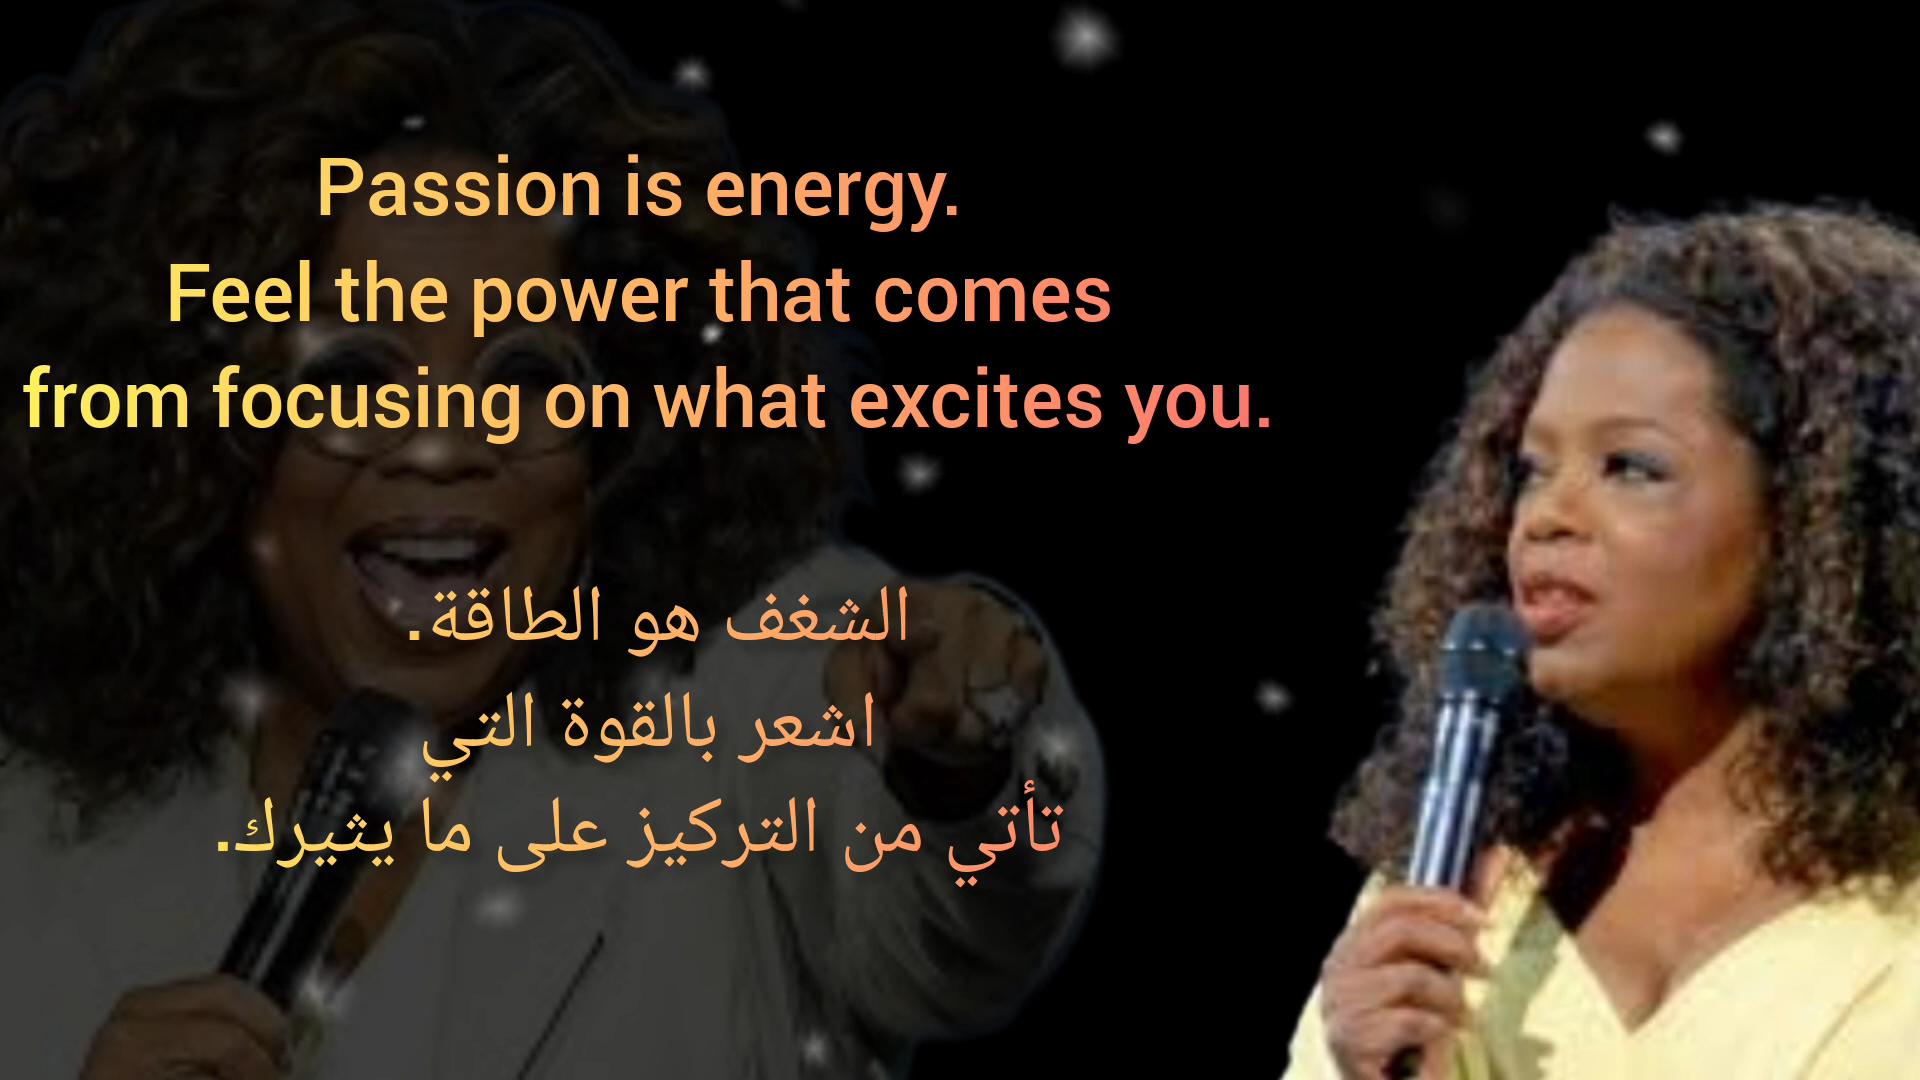 Passion is energy.
Feel the power that comes
from focusing on what excites you.
الشغف هو الطاقة.
اشعر بالقوة التي
تأتي من التركيز على ما يثيرك.